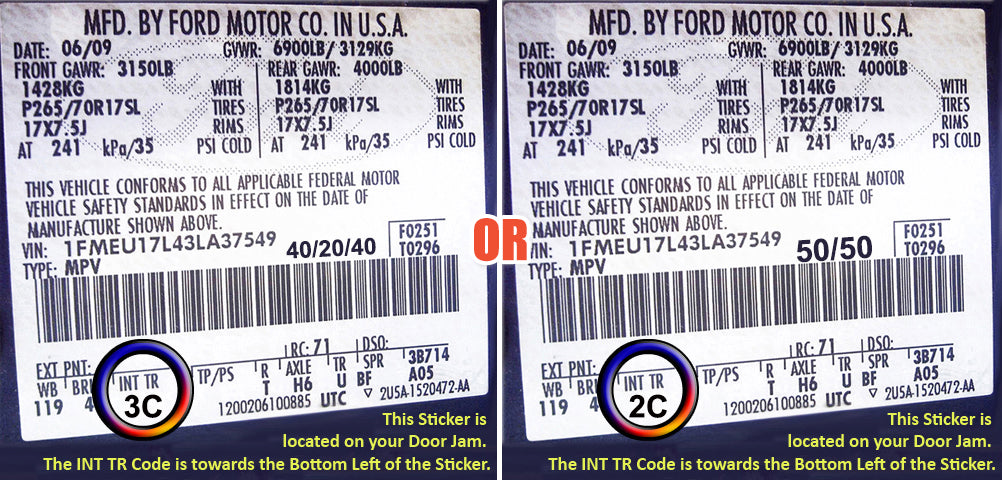 MFD. BY FORD MOTOR CO. IN U.S.A.
DATE: 06/09 GVWR: 6900LB/ 3129KG
FRONT GAWR: 3150LB REAR GAWR: 4000LB
1428KG WITH 1814KG WITH
P265/70R17SL TIRES P265/70R17SL TIRES
17X7.5J RIMS 17X7.5J RIMS
AT 241 kPa/35 PSI COLD AT 241 kPa/35 PSI COLD
THIS VEHICLE CONFORMS TO ALL APPLICABLE FEDERAL MOTOR
VEHICLE SAFETY STANDARDS IN EFFECT ON THE DATE OF
MANUFACTURE SHOWN ABOVE.
VIN: 1FMEU17L43LA37549 40/20/40 F0251
TYPE: MPV T0296
EXT PNT: RC: 71 DSO:
WB BR INT TR TP/PS R AXLE TR SPR 3B714
119 4 3C T H6 U BF A05
1200206100885 UTC ▽ 2U5A-1520472-AA
This Sticker is
located on your Door Jam.
The INT TR Code is towards the Bottom Left of the Sticker.
OR
MFD. BY FORD MOTOR CO. IN U.S.A.
DATE: 06/09 GVWR: 6900LB/ 3129KG
FRONT GAWR: 3150LB REAR GAWR: 4000LB
1428KG WITH 1814KG WITH
P265/70R17SL TIRES P265/70R17SL TIRES
17X7.5J RIMS 17X7.5J RIMS
AT 241 kPa/35 PSI COLD AT 241 kPa/35 PSI COLD
THIS VEHICLE CONFORMS TO ALL APPLICABLE FEDERAL MOTOR
VEHICLE SAFETY STANDARDS IN EFFECT ON THE DATE OF
MANUFACTURE SHOWN ABOVE.
VIN: 1FMEU17L43LA37549 50/50 F0251
TYPE: MPV T0296
EXT PNT: RC: 71 DSO:
WB BR INT TR TP/PS R AXLE TR SPR 3B714
119 4 2C T H6 U BF A05
1200206100885 UTC ▽ 2U5A-1520472-AA
This Sticker is
located on your Door Jam.
The INT TR Code is towards the Bottom Left of the Sticker.